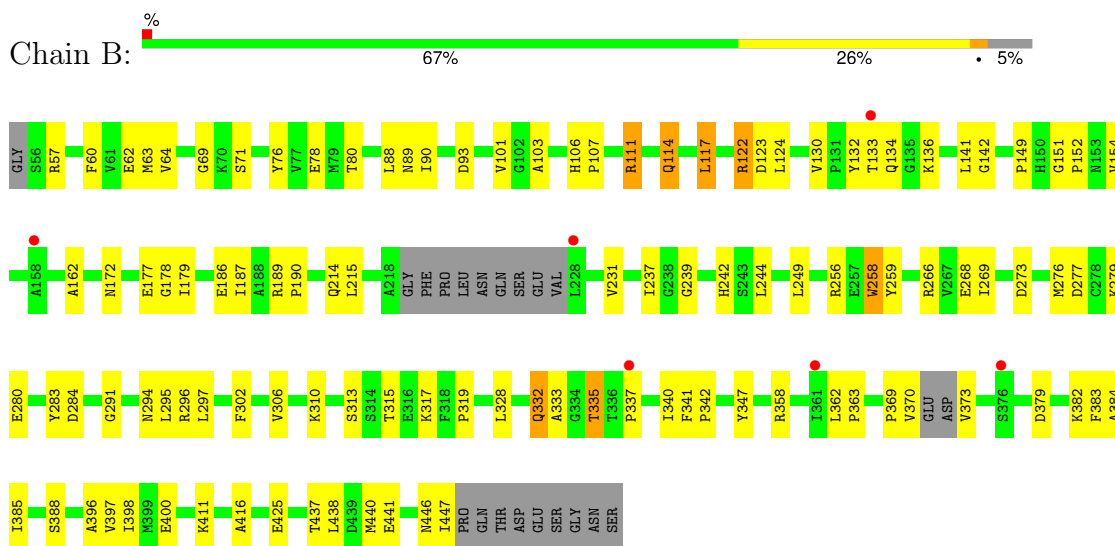 %
Chain B:
67% 26% • 5%
GLY S56 R57 F60 V61 E62 M63 V64 G69 K70 S71 Y76 V77 E78 M79 T80 L88 N89 I90 D93 V101 G102 A103 H106 P107 R111 Q114 L117 R122 D123 L124 V130 P131 Y132 T133 Q134 G135 K136 L141 G142 P149 H150 G151 P152 N153 V154
A158 A162 N172 E177 G178 I179 E186 I187 A188 R189 P190 Q214 L215 A218 GLY PHE PRO LEU ASN GLN SER GLU VAL L228 V231 I237 G238 G239 H242 S243 L244 L249 R256 E257 W258 Y259 R266 V267 E268 I269 D273 M276 D277 C278 K279
E280 Y283 D284 G291 N294 L295 R296 L297 F302 V306 K310 S313 S314 T315 E316 K317 F318 P319 L328 Q332 A333 G334 T335 T336 P337 I340 F341 P342 Y347 R358 I361 L362 P363 P369 V370 GLU ASP V373 S376 D379 K382 F383 A384
I385 S388 A396 V397 I398 M399 E400 K411 A416 E425 T437 L438 D439 M440 E441 N446 I447 PRO GLN THR ASP GLU SER GLY ASN SER